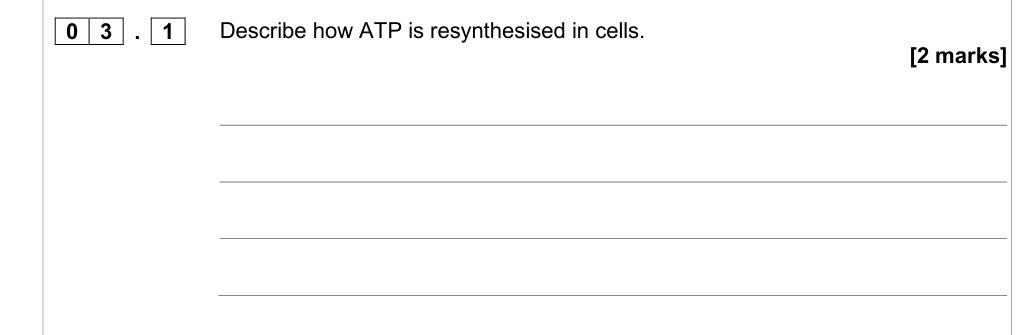 0 3 . 1 Describe how ATP is resynthesised in cells.
[2 marks]